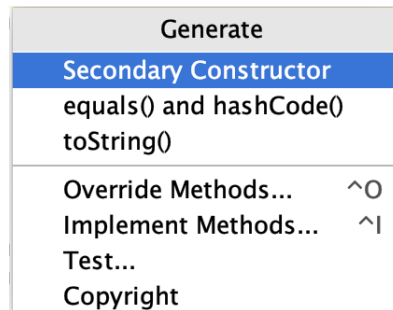 Generate
Secondary Constructor
equals() and hashCode()
toString()
Override Methods... ^O
Implement Methods... ^I
Test...
Copyright